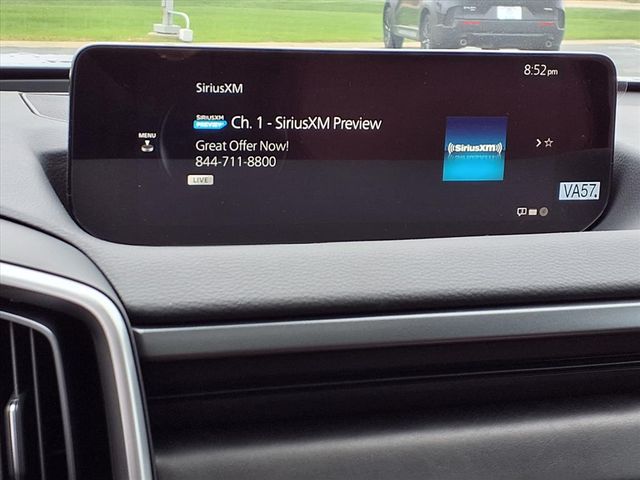 8:52pm
SiriusXM
SIRIUSXM PREVIEW
Ch. 1 - SiriusXM Preview
MENU
Great Offer Now!
844-711-8800
LIVE
((SiriusXM))
VA57.